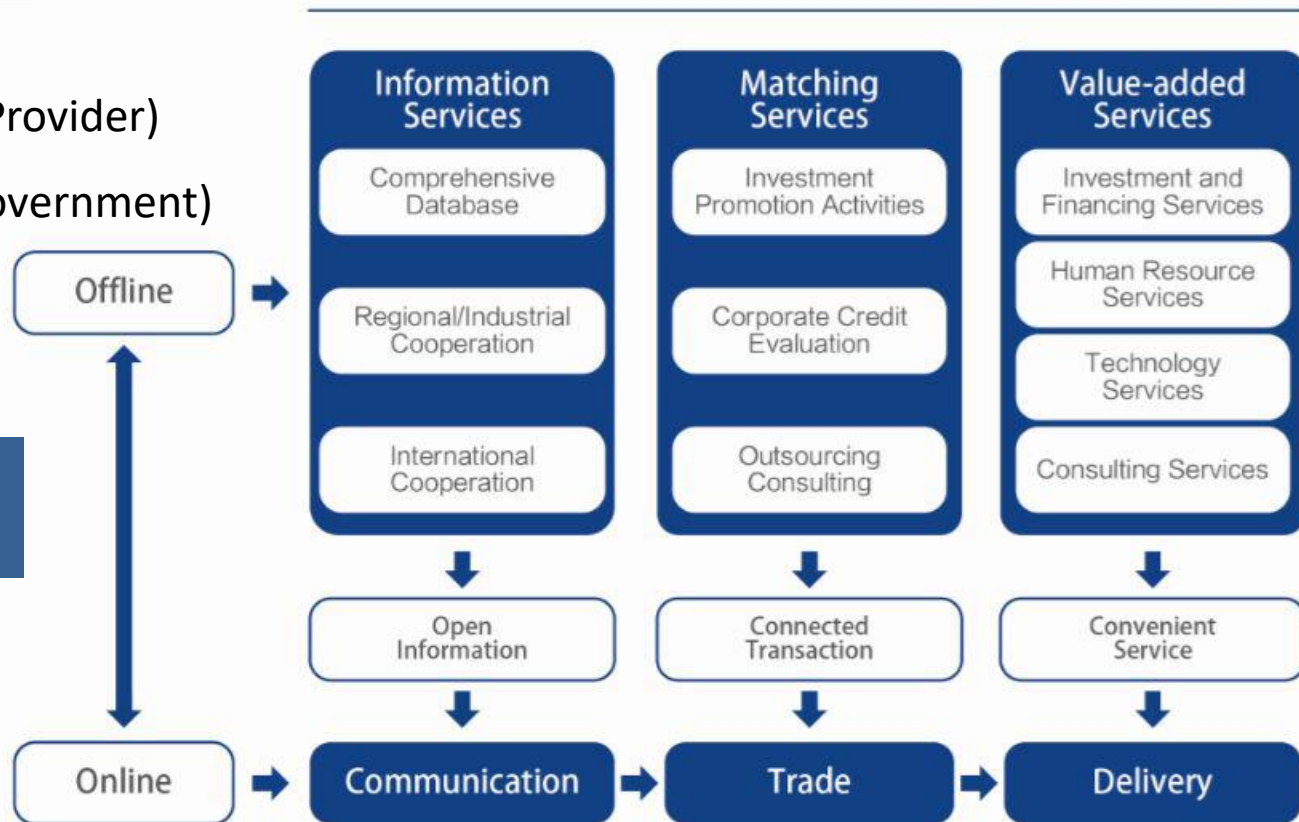 Provider)
overnment)
Offline
Online
Information
Services
Comprehensive
Database
Regional/Industrial
Cooperation
International
Cooperation
Open
Information
Communication
Matching
Services
Investment
Promotion Activities
Corporate Credit
Evaluation
Outsourcing
Consulting
Connected
Transaction
Trade
Value-added
Services
Investment and
Financing Services
Human Resource
Services
Technology
Services
Consulting Services
Convenient
Service
Delivery